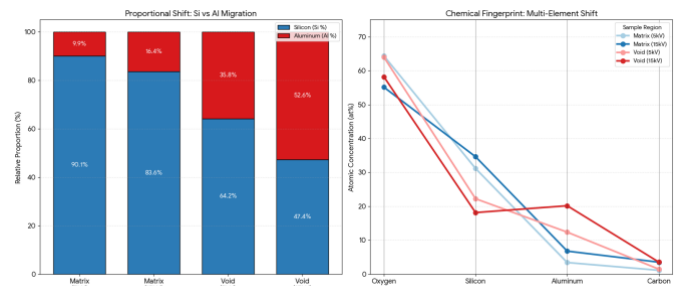 Proportional Shift: Si vs Al Migration
Silicon (Si %)
Aluminum (Al %)
Relative Proportion (%)
100
80
60
40
20
0
9.9%
90.1%
16.4%
83.6%
35.8%
64.2%
52.6%
47.4%
Matrix
Matrix
Void
Void
Chemical Fingerprint: Multi-Element Shift
Sample Region
Matrix (5kV)
Matrix (15kV)
Void (5kV)
Void (15kV)
Atomic Concentration (at%)
70
60
50
40
30
20
10
0
Oxygen
Silicon
Aluminum
Carbon